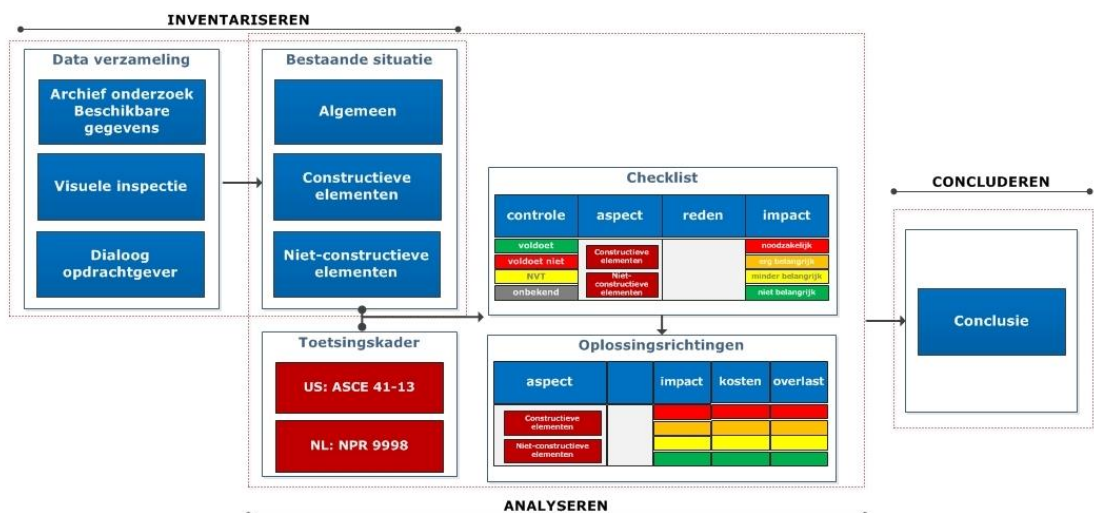 INVENTARISEREN
Data verzameling
Archief onderzoek
Beschikbare
gegevens
Visuele inspectie
Dialoog
opdrachtgever
Bestaande situatie
Algemeen
Constructieve
elementen
Niet-constructieve
elementen
Toetsingskader
US: ASCE 41-13
NL: NPR 9998
Checklist
controle aspect reden impact
voldoet
voldoet niet
NVT
onbekend
Constructieve
elementen
Niet-
constructieve
elementen
noodzakelijk
erg belangrijk
minder belangrijk
niet belangrijk
Oplossingsrichtingen
aspect impact kosten overlast
Constructieve
elementen
Niet-constructieve
elementen
CONCLUDEREN
Conclusie
ANALYSEREN